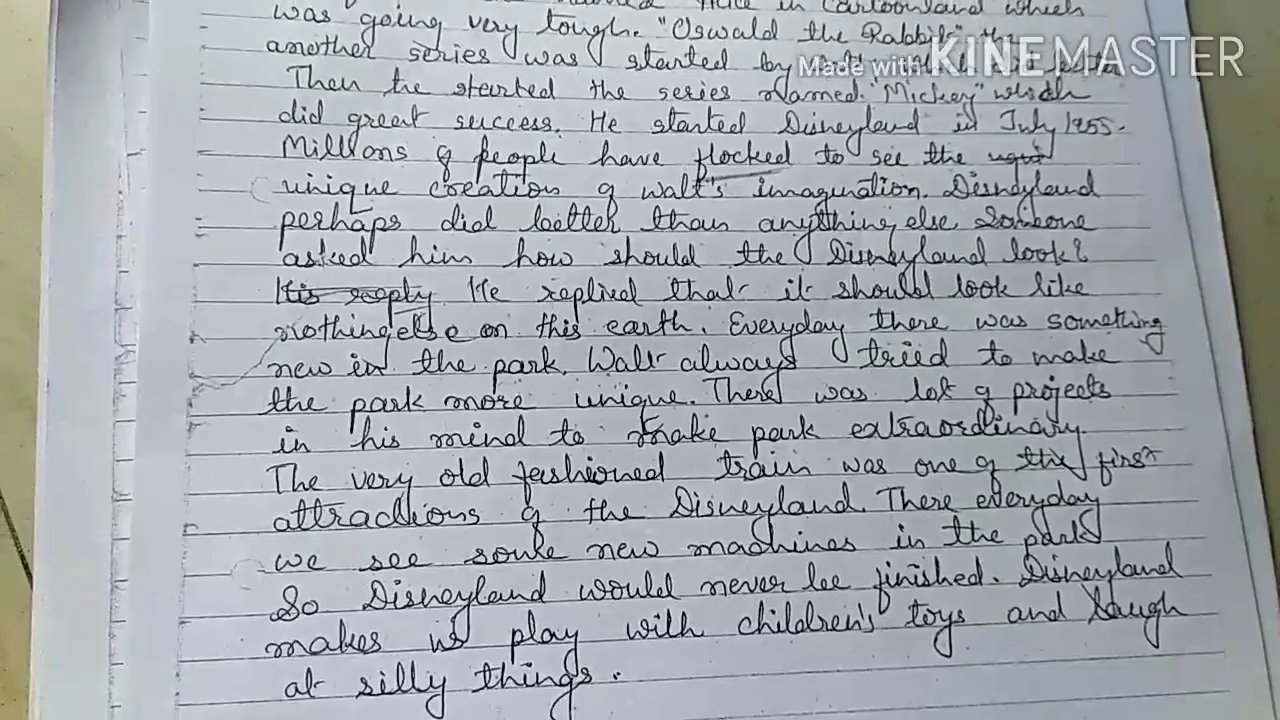 in Cartoonland which
was going very tough. "Oswald the Rabbit"
another series was started by
Made with KINEMASTER
Then he started the series Named "Mickey" which
did great success. He started Disneyland in July 1955.
Millions of people have flocked to see the
unique creation of walt's imagination. Disneyland
perhaps did better than anything else Someone
asked him how should the Disneyland look?
His reply He replied that it should look like
nothing else on this earth. Everyday there was something
new in the park. Walt always tried to make
the park more unique. There was lot of projects
in his mind to make park extraordinary.
The very old fashioned train was one of the first
attractions of the Disneyland. There everyday
we see some new machines in the park
So Disneyland would never be finished. Disneyland
makes us play with children's toys and laugh
at silly things.